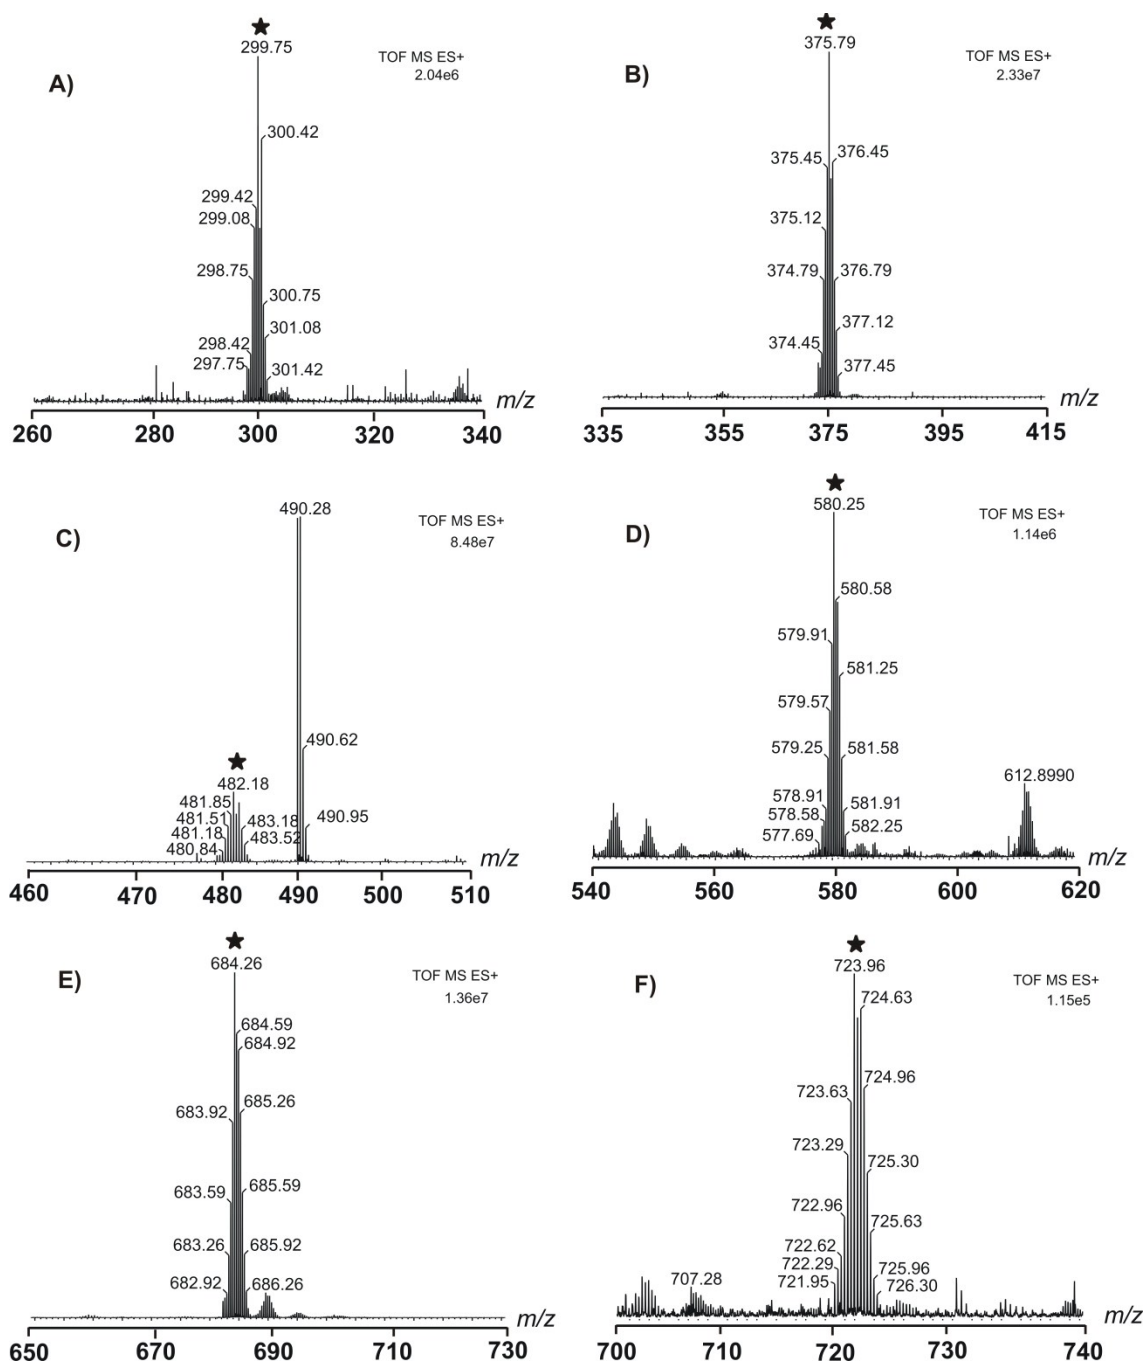 299.75
TOF MS ES+
2.04e6
A)
300.42
299.42
299.08
298.75
300.75
301.08
298.42
297.75
301.42
m/z
260 280 300 320 340
375.79
TOF MS ES+
2.33e7
B)
375.45
376.45
375.12
374.79
376.79
377.12
374.45
377.45
m/z
335 355 375 395 415
490.28
TOF MS ES+
8.48e7
C)
490.62
482.18
481.85
481.51
481.18
480.84
483.18
483.52
490.95
m/z
460 470 480 490 500 510
580.25
TOF MS ES+
1.14e6
D)
580.58
579.91
581.25
579.57
579.25
581.58
612.8990
578.91
578.58
577.69
581.91
582.25
m/z
540 560 580 600 620
684.26
TOF MS ES+
1.36e7
E)
684.59
684.92
683.92
685.26
683.59
685.59
683.26
685.92
682.92
686.26
m/z
650 670 690 710 730
723.96
TOF MS ES+
1.15e5
F)
724.63
723.63
724.96
723.29
725.30
722.96
725.63
722.62
722.29
721.95
725.96
726.30
707.28
m/z
700 710 720 730 740